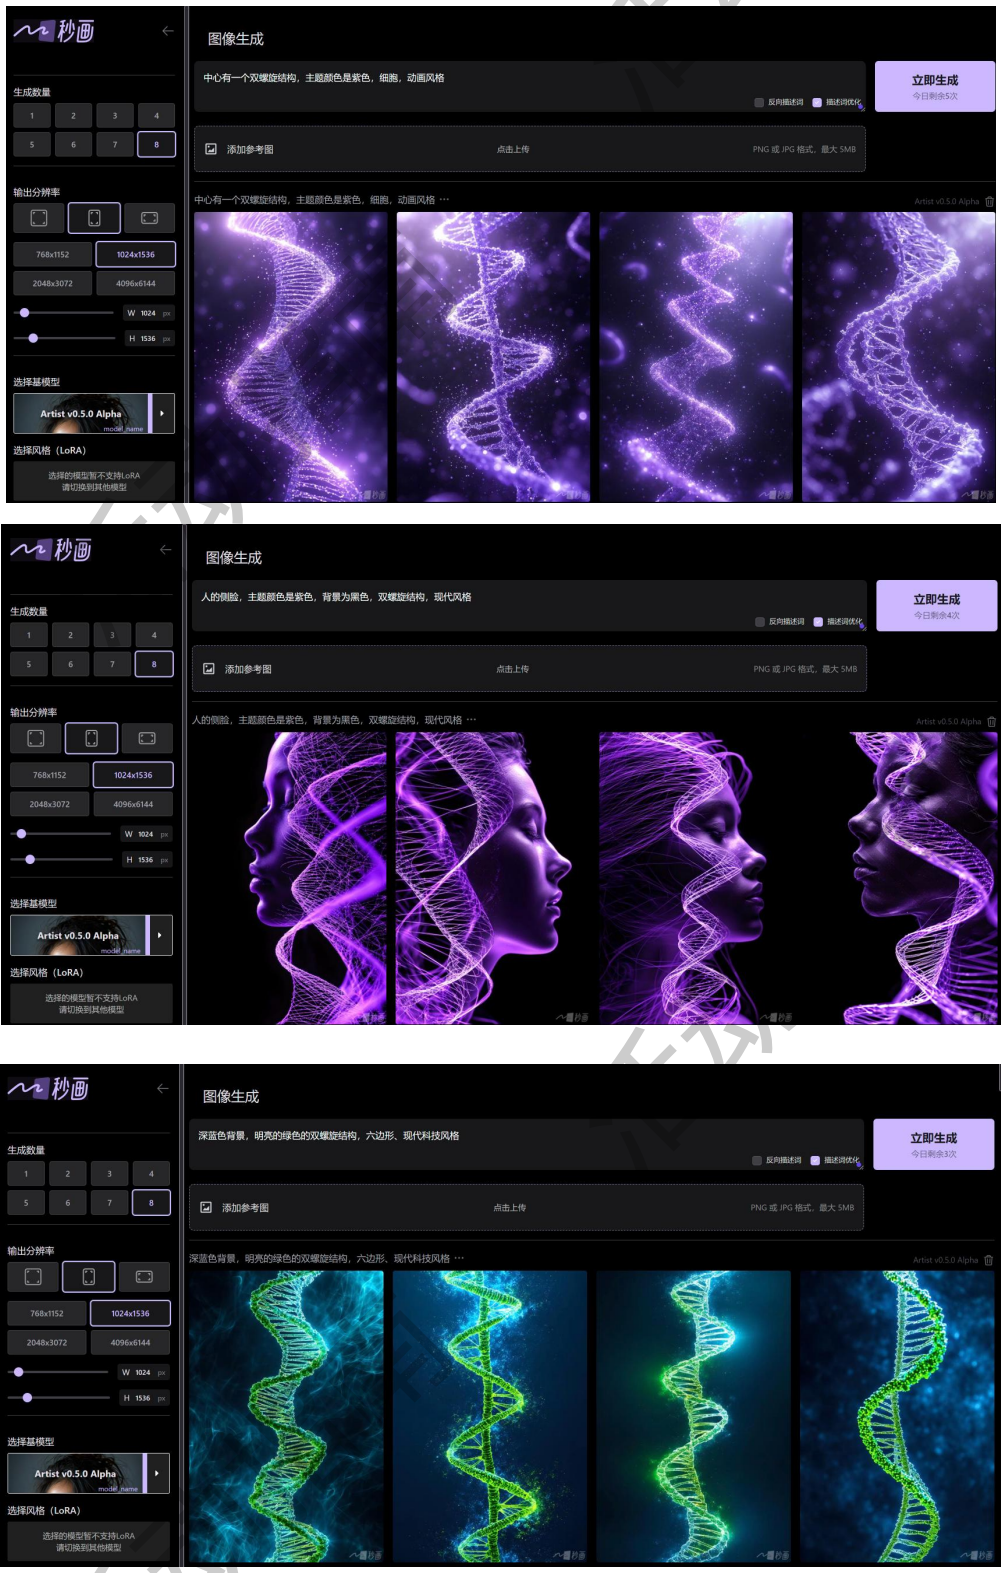 秒画
图像生成
中心有一个双螺旋结构，主题颜色是紫色，细胞，动画风格
反向描述词 描述词优化
立即生成
今日剩余5次
生成数量
1 2 3 4
5 6 7 8
添加参考图 点击上传 PNG 或 JPG 格式，最大 5MB
输出分辨率
中心有一个双螺旋结构，主题颜色是紫色，细胞，动画风格 ··· Artist v0.5.0 Alpha
768x1152 1024x1536
2048x3072 4096x6144
W 1024 px
H 1536 px
选择基模型
Artist v0.5.0 Alpha
model_name
选择风格（LoRA）
选择的模型暂不支持LoRA
请切换到其他模型
秒画 秒画 秒画 秒画
秒画
图像生成
人的侧脸，主题颜色是紫色，背景为黑色，双螺旋结构，现代风格
反向描述词 描述词优化
立即生成
今日剩余4次
生成数量
1 2 3 4
5 6 7 8
添加参考图 点击上传 PNG 或 JPG 格式，最大 5MB
输出分辨率
人的侧脸，主题颜色是紫色，背景为黑色，双螺旋结构，现代风格 ··· Artist v0.5.0 Alpha
768x1152 1024x1536
2048x3072 4096x6144
W 1024 px
H 1536 px
选择基模型
Artist v0.5.0 Alpha
model_name
选择风格（LoRA）
选择的模型暂不支持LoRA
请切换到其他模型
秒画 秒画 秒画 秒画
秒画
图像生成
深蓝色背景，明亮的绿色的双螺旋结构，六边形、现代科技风格
反向描述词 描述词优化
立即生成
今日剩余3次
生成数量
1 2 3 4
5 6 7 8
添加参考图 点击上传 PNG 或 JPG 格式，最大 5MB
输出分辨率
深蓝色背景，明亮的绿色的双螺旋结构，六边形、现代科技风格 ··· Artist v0.5.0 Alpha
768x1152 1024x1536
2048x3072 4096x6144
W 1024 px
H 1536 px
选择基模型
Artist v0.5.0 Alpha
model_name
选择风格（LoRA）
选择的模型暂不支持LoRA
请切换到其他模型
秒画 秒画 秒画 秒画